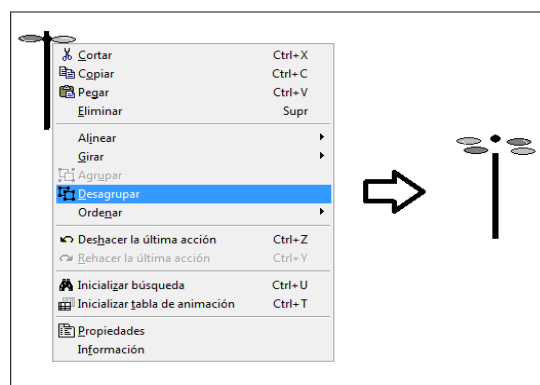 Cortar Ctrl+X
Copiar Ctrl+C
Pegar Ctrl+V
Eliminar Supr
Alinear
Girar
Agrupar
Desagrupar
Ordenar
Deshacer la última acción Ctrl+Z
Rehacer la última acción Ctrl+Y
Inicializar búsqueda Ctrl+U
Inicializar tabla de animación Ctrl+T
Propiedades
Información